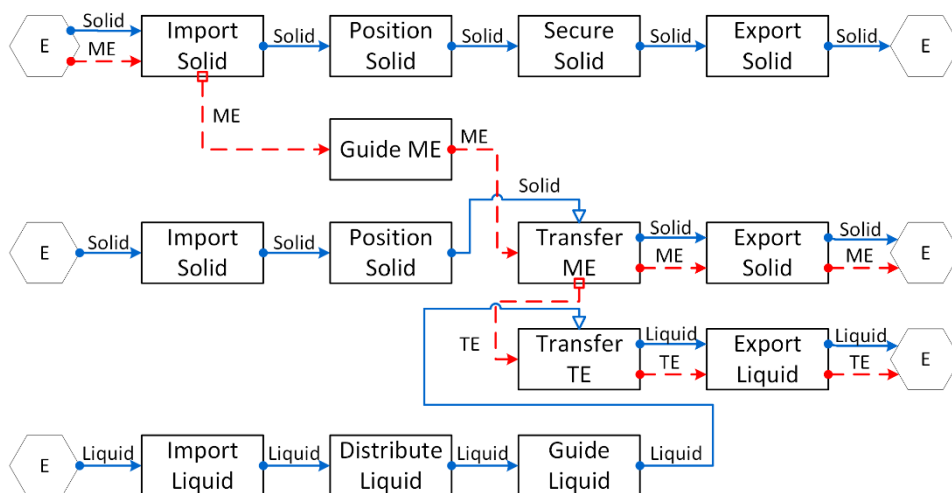 Solid
E
ME
Import
Solid
Solid
Position
Solid
Solid
Secure
Solid
Solid
Export
Solid
Solid
E
ME
Guide ME
ME
Solid
E
Solid
Import
Solid
Solid
Position
Solid
Transfer
ME
Solid
ME
Export
Solid
Solid
ME
E
TE
Transfer
TE
Liquid
TE
Export
Liquid
Liquid
TE
E
E
Liquid
Import
Liquid
Liquid
Distribute
Liquid
Liquid
Guide
Liquid
Liquid